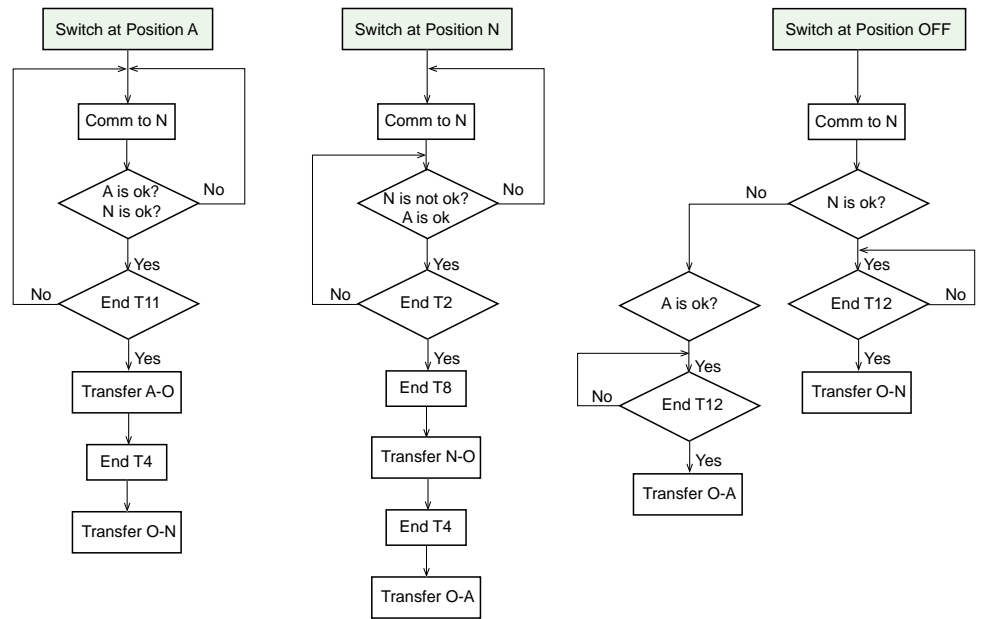 Switch at Position A
Comm to N
A is ok?
N is ok?
No
Yes
End T11
No
Yes
Transfer A-O
End T4
Transfer O-N
Switch at Position N
Comm to N
N is not ok?
A is ok
No
Yes
End T2
No
Yes
End T8
Transfer N-O
End T4
Transfer O-A
Switch at Position OFF
Comm to N
N is ok?
No
A is ok?
Yes
End T12
No
Yes
Transfer O-A
Yes
End T12
No
Yes
Transfer O-N